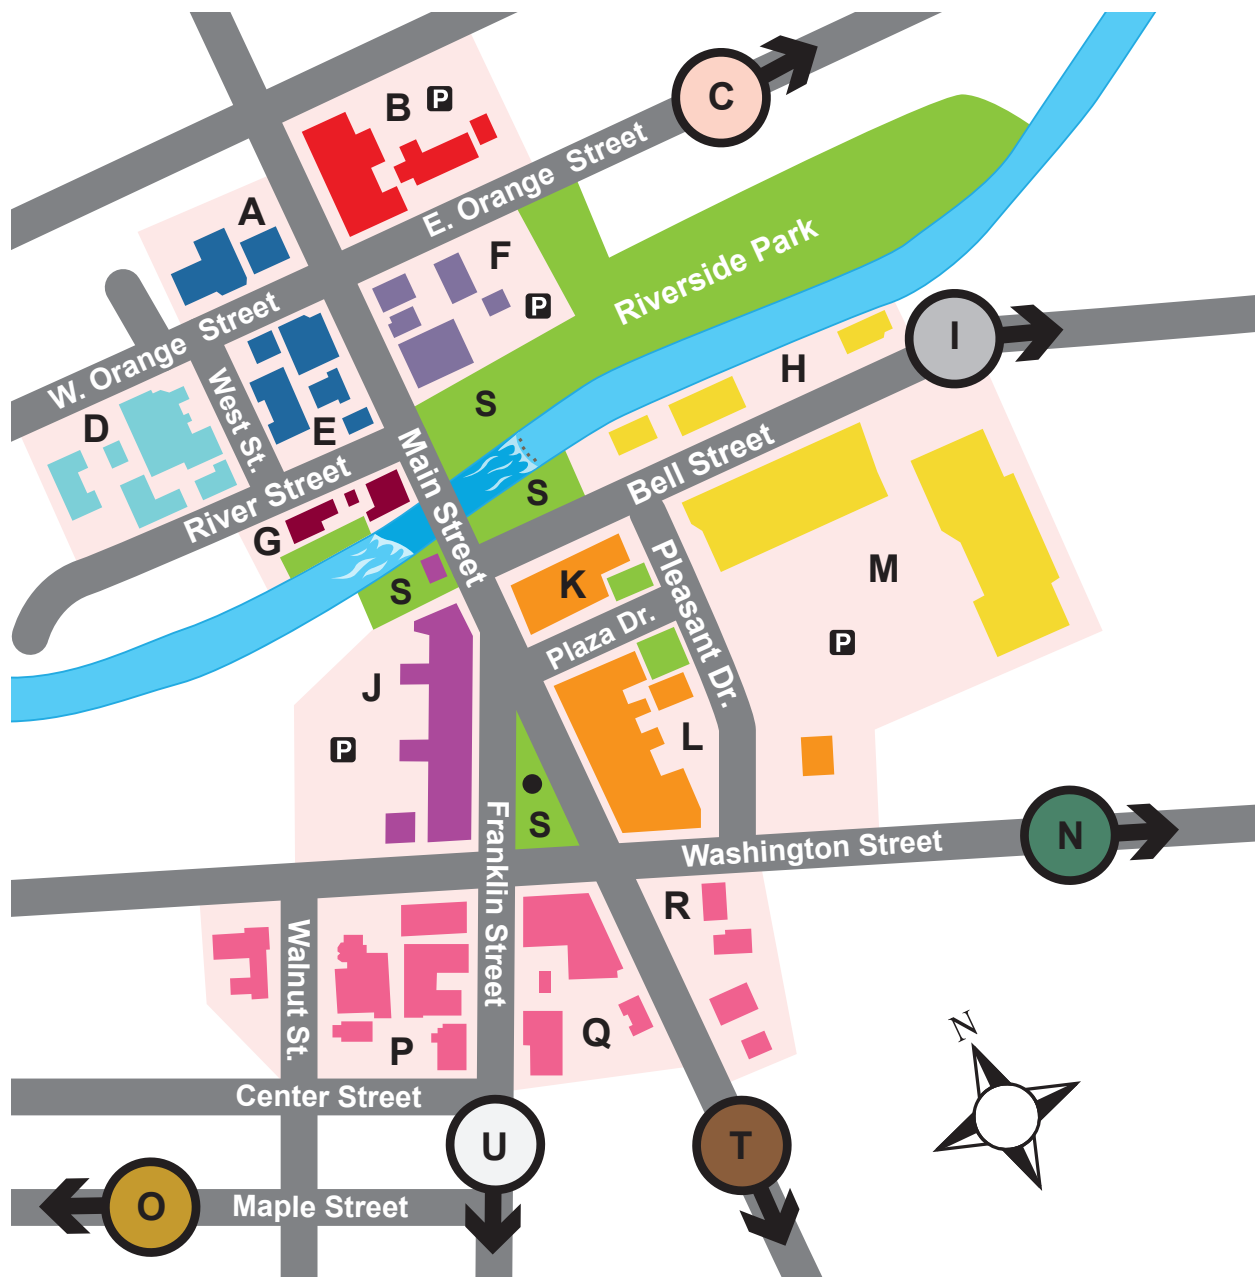 C
B
P
E. Orange Street
A
F
Riverside Park
P
W. Orange Street
I
H
West St.
D
S
E
Main Street
Bell Street
River Street
S
G
M
K
Pleasant Dr.
S
Plaza Dr.
P
J
L
P
S
Franklin Street
Washington Street
N
R
Walnut St.
Q
P
N
Center Street
U
T
O
Maple Street